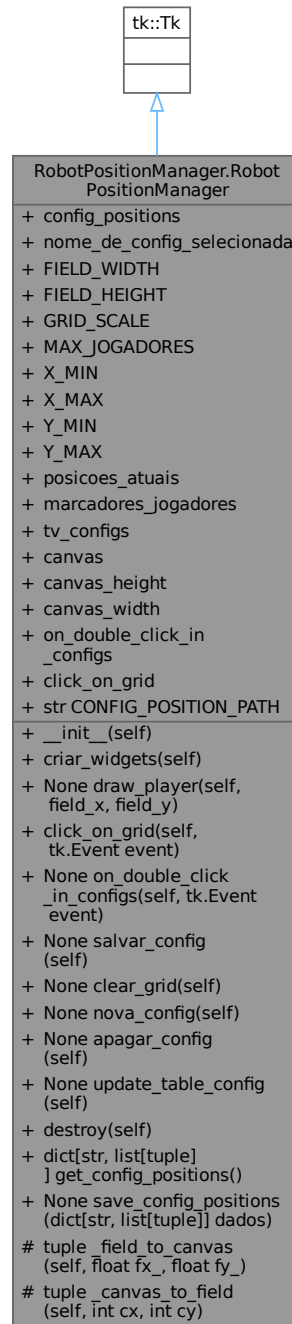 tk::Tk
RobotPositionManager.Robot
PositionManager
+ config_positions
+ nome_de_config_selecionada
+ FIELD_WIDTH
+ FIELD_HEIGHT
+ GRID_SCALE
+ MAX_JOGADORES
+ X_MIN
+ X_MAX
+ Y_MIN
+ Y_MAX
+ posicoes_atuais
+ marcadores_jogadores
+ tv_configs
+ canvas
+ canvas_height
+ canvas_width
+ on_double_click_in
_configs
+ click_on_grid
+ str CONFIG_POSITION_PATH
+ __init__(self)
+ criar_widgets(self)
+ None draw_player(self,
field_x, field_y)
+ click_on_grid(self,
tk.Event event)
+ None on_double_click
_in_configs(self, tk.Event
event)
+ None salvar_config
(self)
+ None clear_grid(self)
+ None nova_config(self)
+ None apagar_config
(self)
+ None update_table_config
(self)
+ destroy(self)
+ dict[str, list[tuple]
] get_config_positions()
+ None save_config_positions
(dict[str, list[tuple]] dados)
# tuple _field_to_canvas
(self, float fx_, float fy_)
# tuple _canvas_to_field
(self, int cx, int cy)